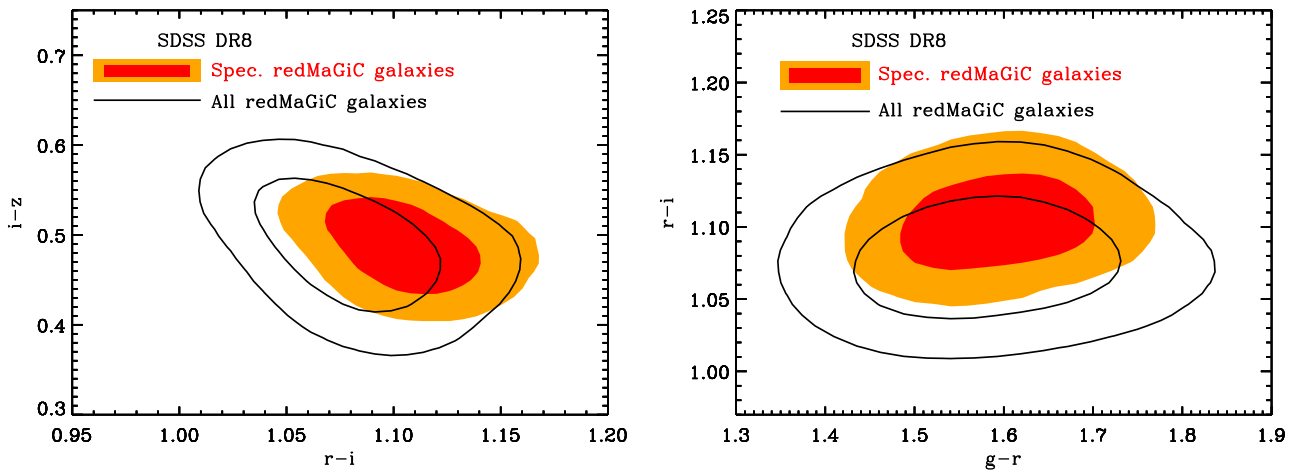 SDSS DR8
Spec. redMaGiC galaxies
All redMaGiC galaxies
0.7
0.6
0.5
0.4
0.3
i-z
0.95 1.00 1.05 1.10 1.15 1.20
r-i
SDSS DR8
Spec. redMaGiC galaxies
All redMaGiC galaxies
1.25
1.20
1.15
1.10
1.05
1.00
r-i
1.3 1.4 1.5 1.6 1.7 1.8 1.9
g-r